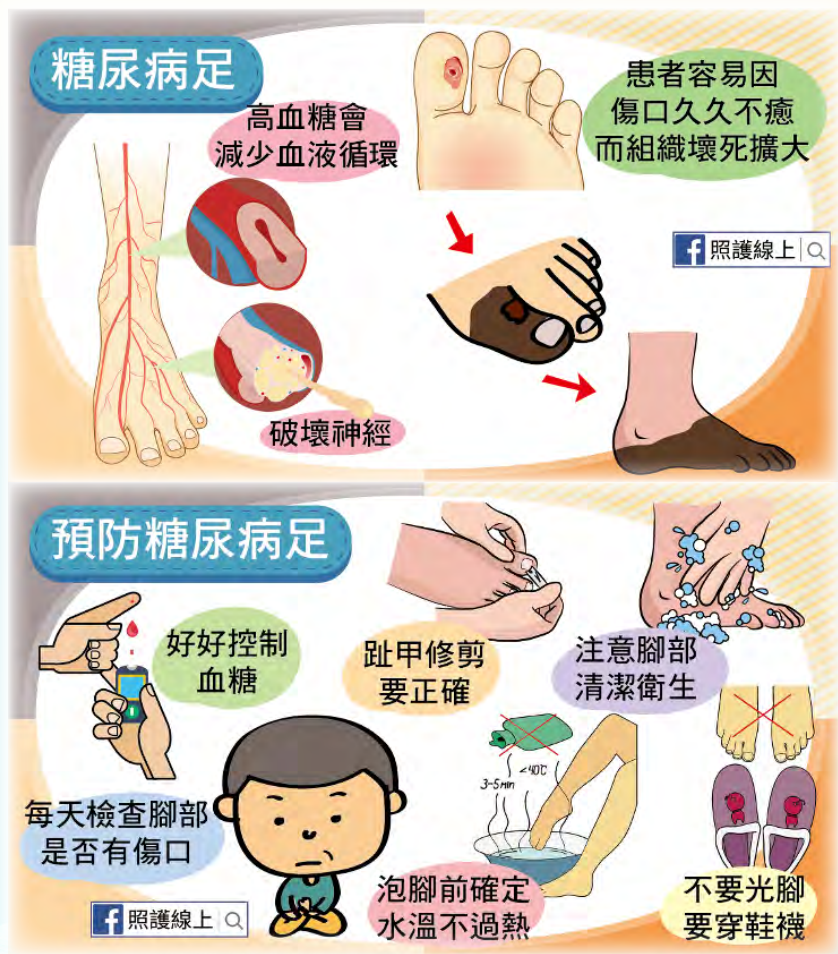 糖尿病足
高血糖會
減少血液循環
患者容易因
傷口久久不癒
而組織壞死擴大
照護線上
破壞神經
預防糖尿病足
好好控制
血糖
趾甲修剪
要正確
注意腳部
清潔衛生
每天檢查腳部
是否有傷口
<40℃
3-5min
泡腳前確定
水溫不過熱
不要光腳
要穿鞋襪
照護線上